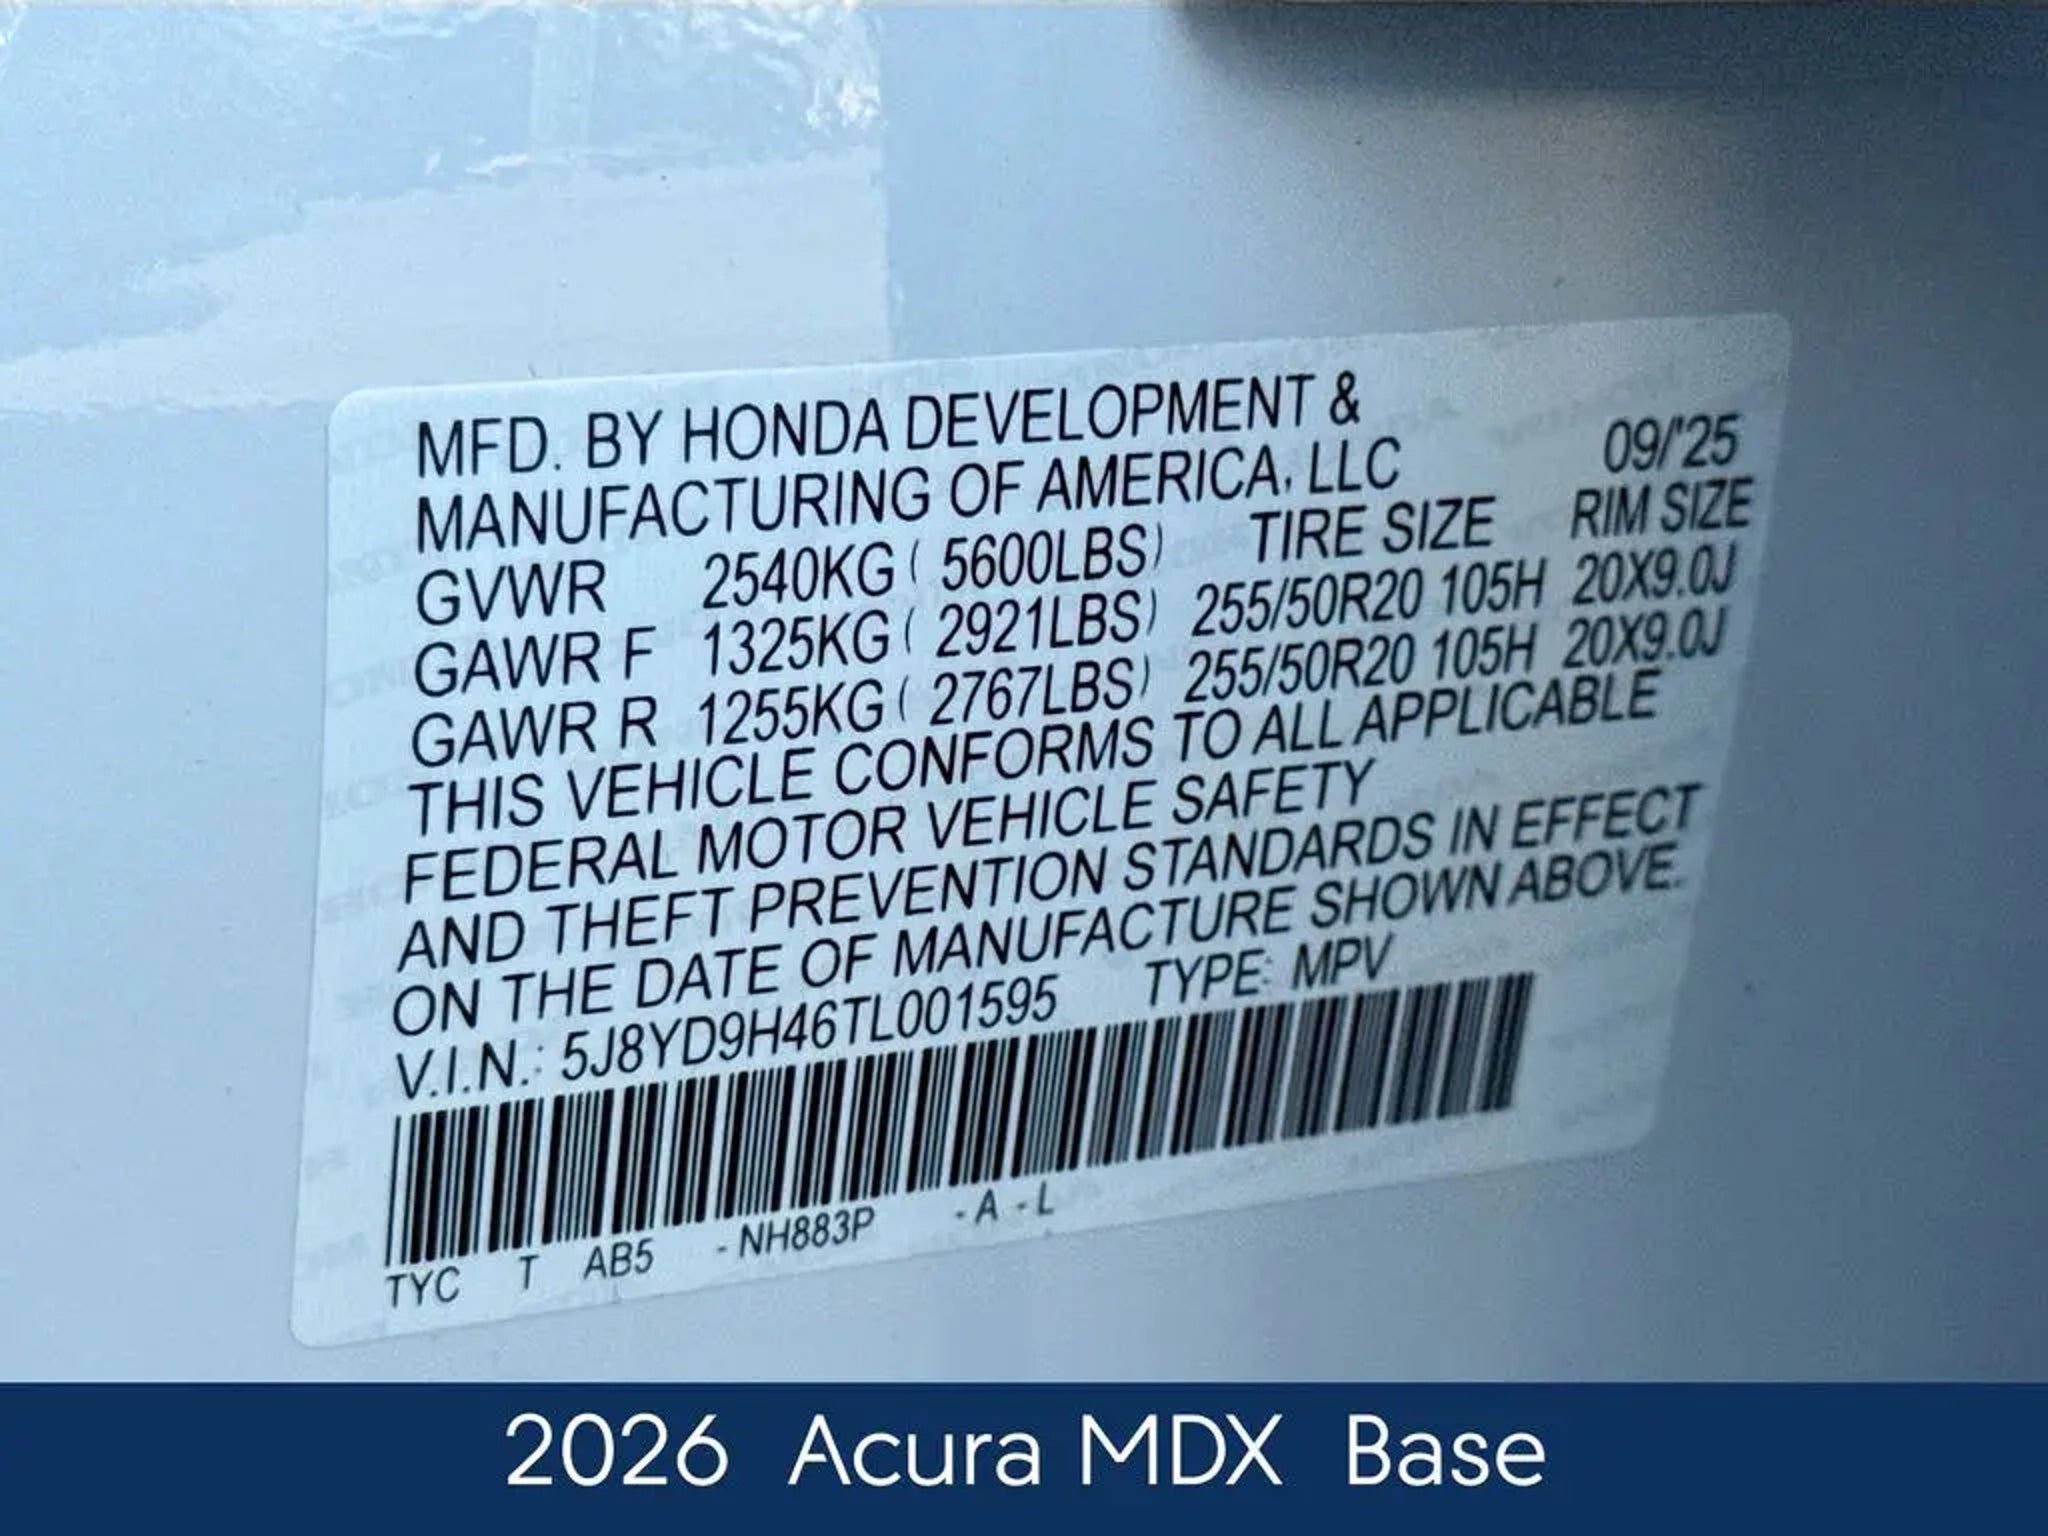 MFD. BY HONDA DEVELOPMENT &
MANUFACTURING OF AMERICA, LLC 09/'25
GVWR 2540KG ( 5600LBS) TIRE SIZE RIM SIZE
GAWR F 1325KG ( 2921LBS) 255/50R20 105H 20X9.0J
GAWR R 1255KG ( 2767LBS) 255/50R20 105H 20X9.0J
THIS VEHICLE CONFORMS TO ALL APPLICABLE
FEDERAL MOTOR VEHICLE SAFETY
AND THEFT PREVENTION STANDARDS IN EFFECT
ON THE DATE OF MANUFACTURE SHOWN ABOVE.
V.I.N.: 5J8YD9H46TL001595 TYPE: MPV
TYC T AB5 - NH883P - A - L
2026 Acura MDX Base